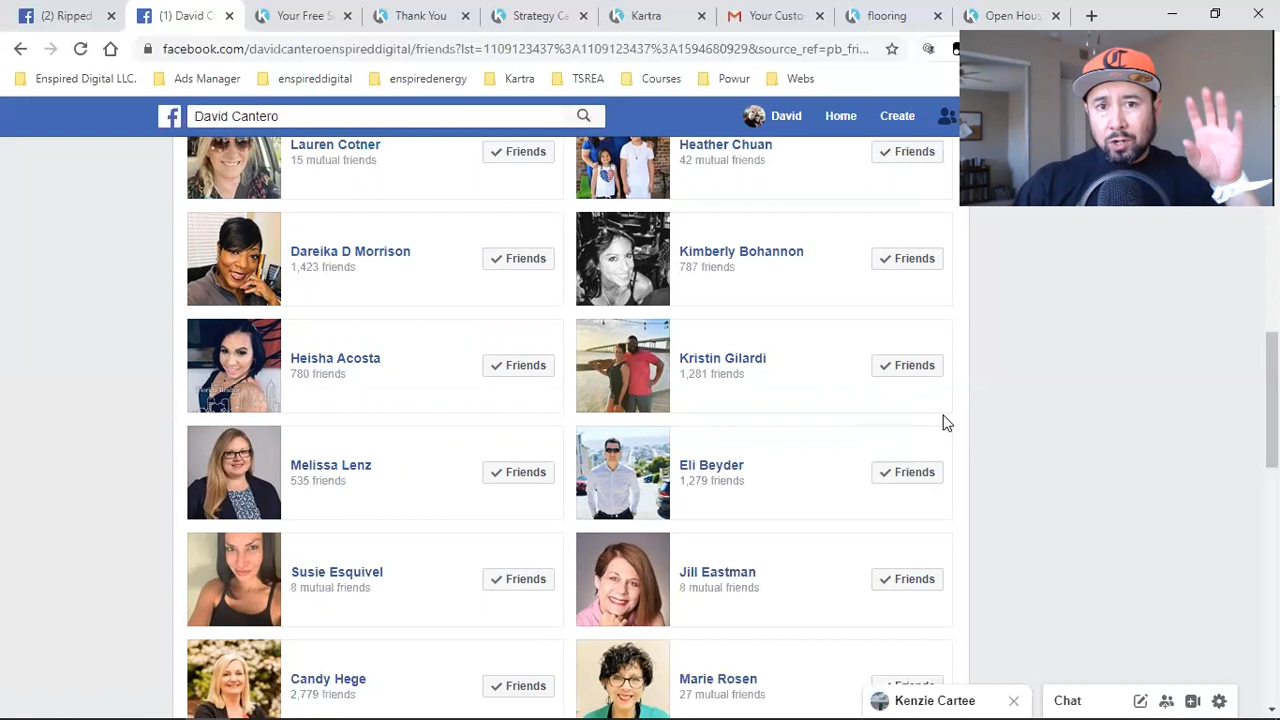 (2) Ripped
(1) David C
Your Free S
Thank You
Strategy Ca
Kartra
Your Custo
flooring
Open Hous
facebook.com/davidcanteroenspireddigital/friends?lst=1109123437%3A1109123437%3A1584680929&source_ref=pb_fri...
Enspired Digital LLC.
Ads Manager
enspireddigital
enspiredenergy
Kartra
TSREA
Courses
Powur
Webs
David Cantero
David
Home
Create
Lauren Cotner
15 mutual friends
Friends
Heather Chuan
42 mutual friends
Friends
Dareika D Morrison
1,423 friends
Friends
Kimberly Bohannon
787 friends
Friends
Heisha Acosta
780 friends
Friends
Kristin Gilardi
1,281 friends
Friends
Melissa Lenz
535 friends
Friends
Eli Beyder
1,279 friends
Friends
Susie Esquivel
8 mutual friends
Friends
Jill Eastman
8 mutual friends
Friends
Candy Hege
2,779 friends
Friends
Marie Rosen
27 mutual friends
Friends
Kenzie Cartee
Chat